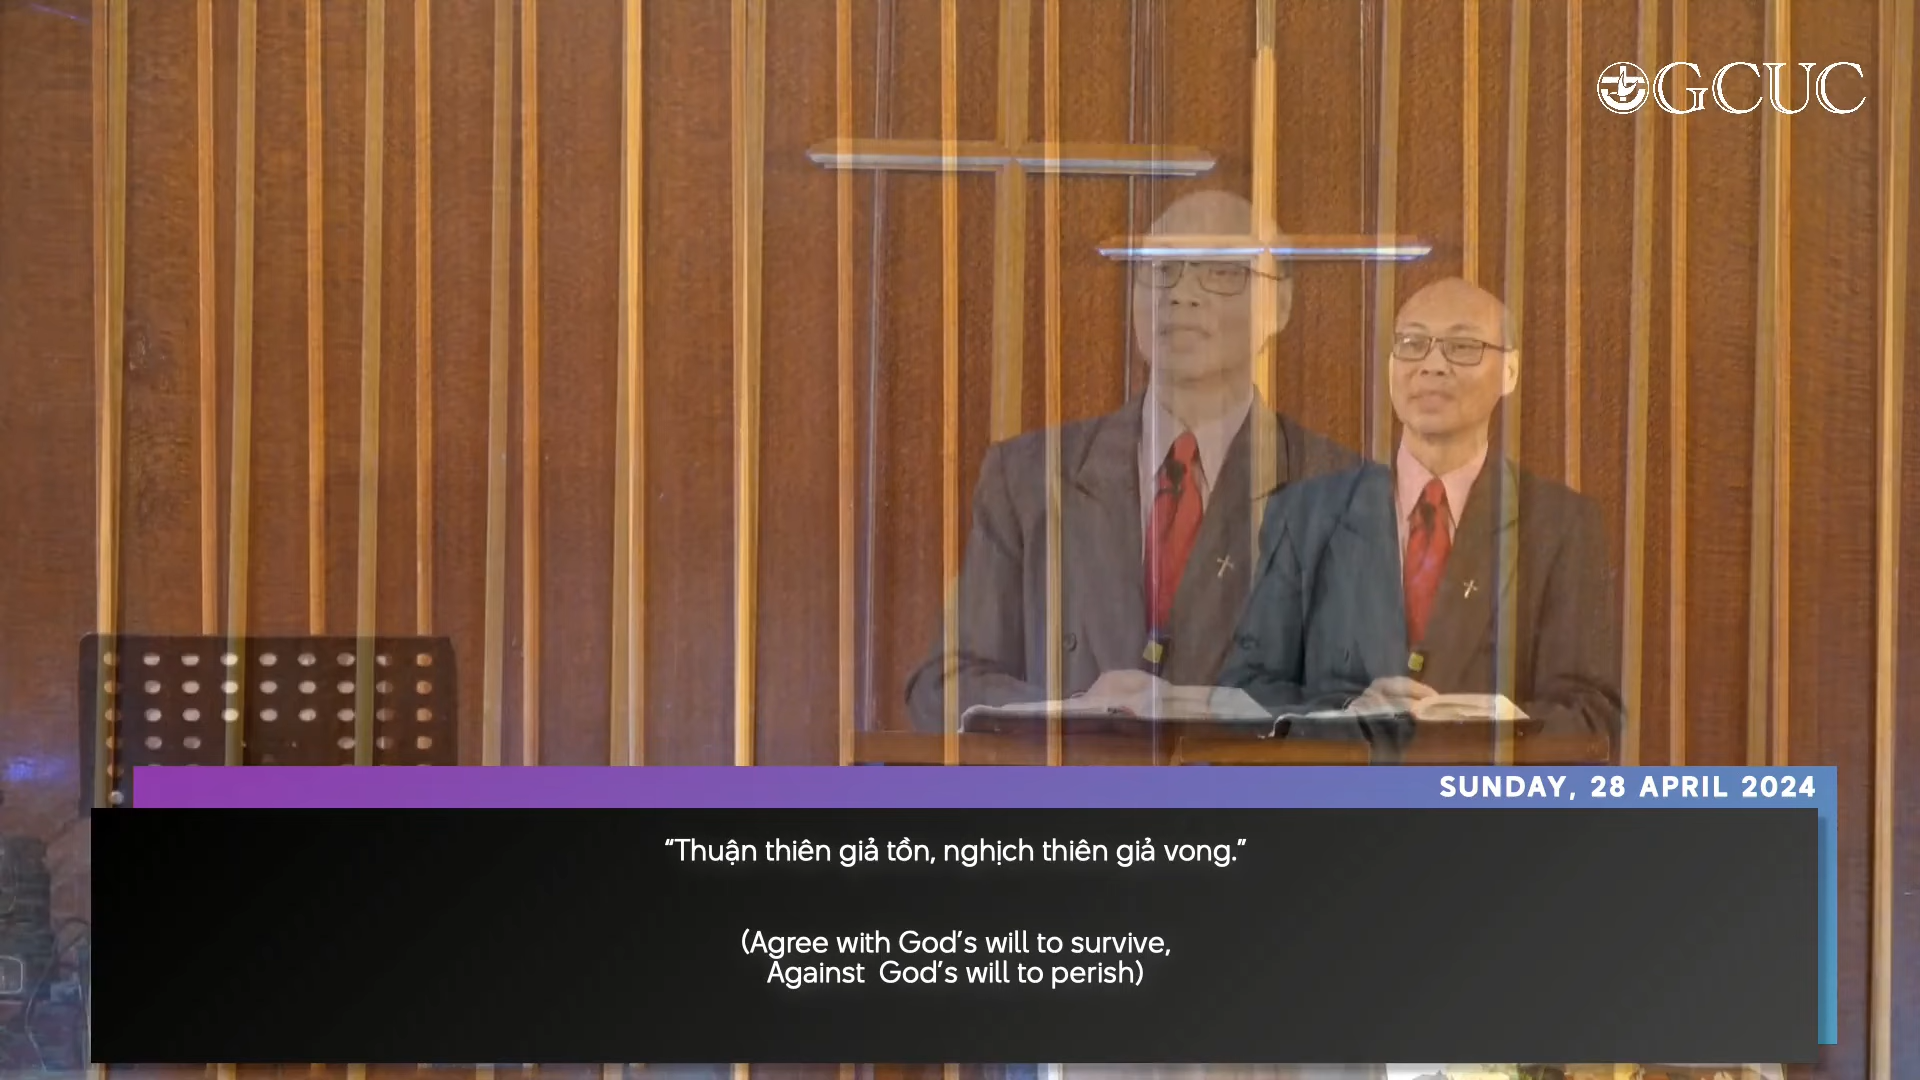 GCUC
SUNDAY, 28 APRIL 2024
“Thuận thiên giả tồn, nghịch thiên giả vong.”
(Agree with God's will to survive,
Against God's will to perish)